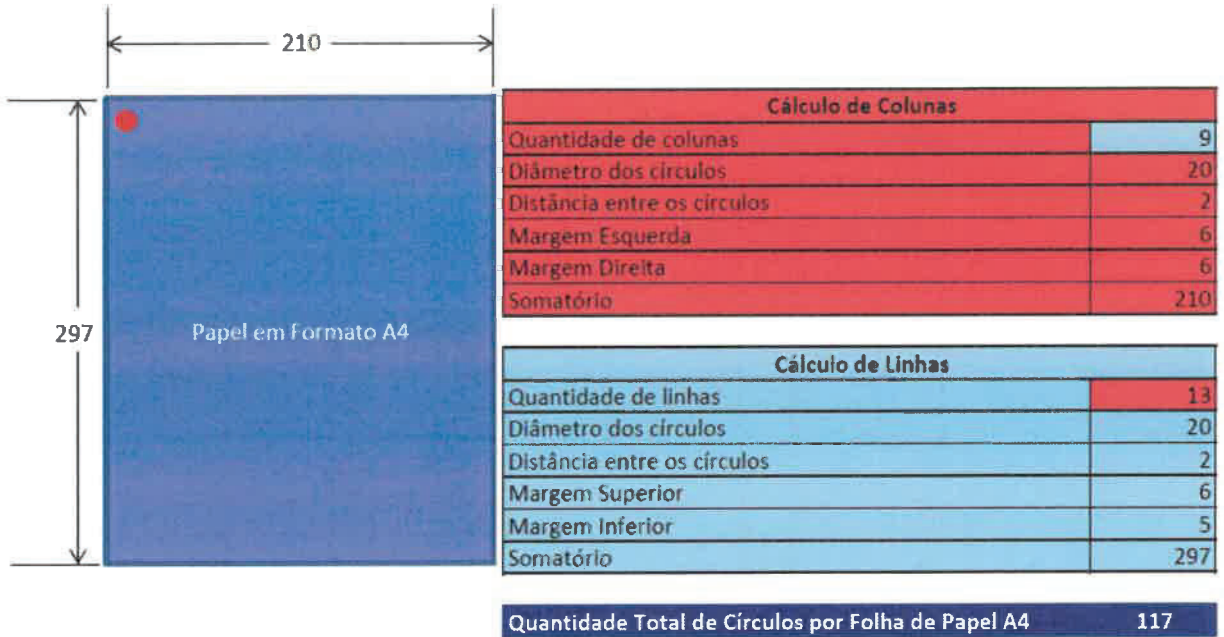 210
297
Papel em Formato A4
Cálculo de Colunas
Quantidade de colunas 9
Diâmetro dos círculos 20
Distância entre os círculos 2
Margem Esquerda 6
Margem Direita 6
Somatório 210
Cálculo de Linhas
Quantidade de linhas 13
Diâmetro dos círculos 20
Distância entre os círculos 2
Margem Superior 6
Margem Inferior 5
Somatório 297
Quantidade Total de Círculos por Folha de Papel A4 117